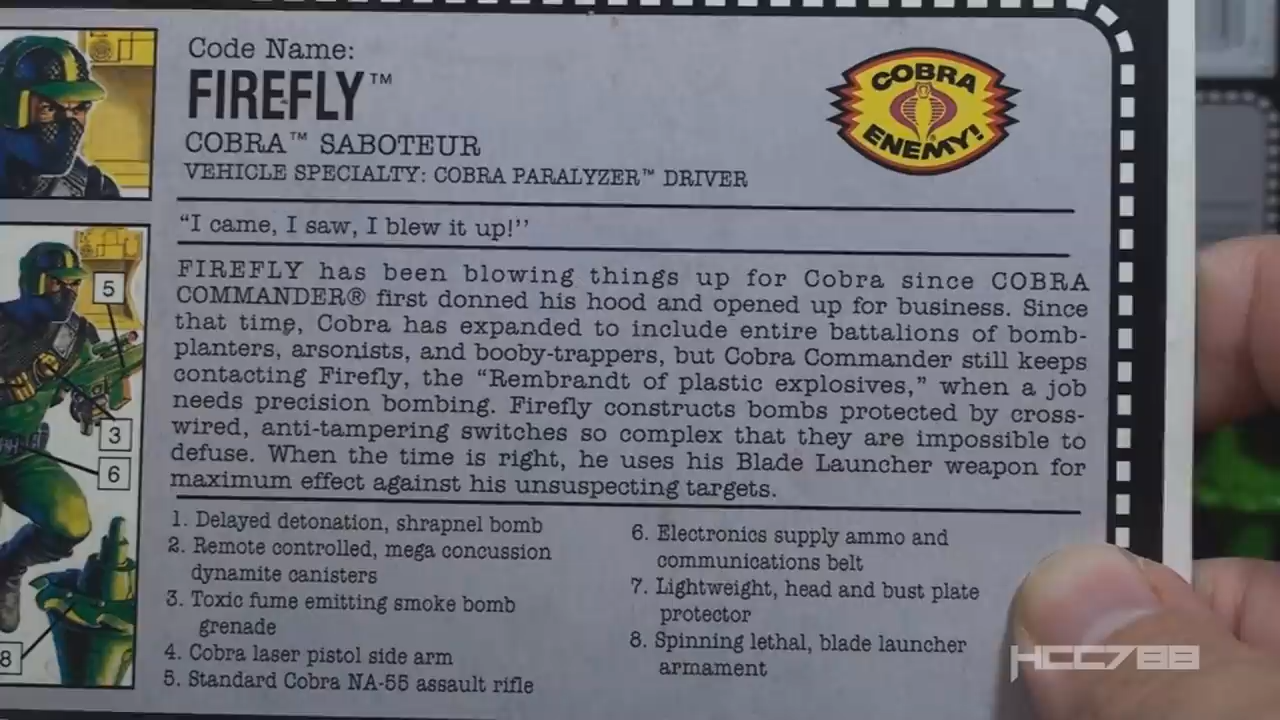 Code Name:
FIREFLY™
COBRA™ SABOTEUR
VEHICLE SPECIALTY: COBRA PARALYZER™ DRIVER
COBRA
ENEMY!
"I came, I saw, I blew it up!"
FIREFLY has been blowing things up for Cobra since COBRA
COMMANDER® first donned his hood and opened up for business. Since
that time, Cobra has expanded to include entire battalions of bomb-
planters, arsonists, and booby-trappers, but Cobra Commander still keeps
contacting Firefly, the "Rembrandt of plastic explosives," when a job
needs precision bombing. Firefly constructs bombs protected by cross-
wired, anti-tampering switches so complex that they are impossible to
defuse. When the time is right, he uses his Blade Launcher weapon for
maximum effect against his unsuspecting targets.
1. Delayed detonation, shrapnel bomb
2. Remote controlled, mega concussion
dynamite canisters
3. Toxic fume emitting smoke bomb
grenade
4. Cobra laser pistol side arm
5. Standard Cobra NA-55 assault rifle
6. Electronics supply ammo and
communications belt
7. Lightweight, head and bust plate
protector
8. Spinning lethal, blade launcher
armament
5
3
6
8
HCC788